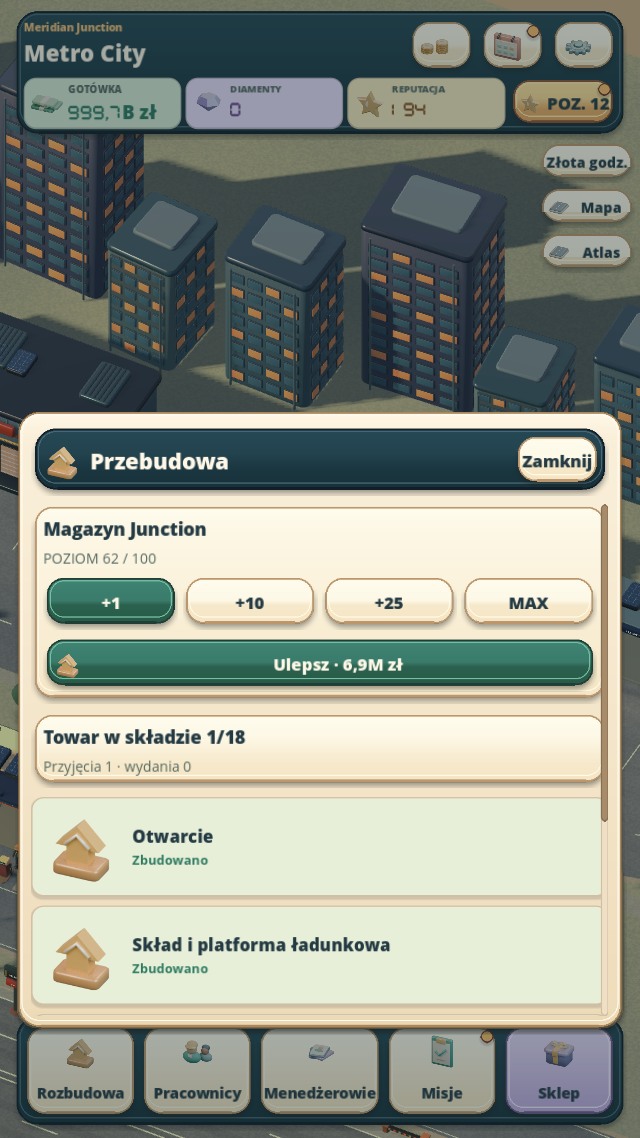 Meridian Junction
Metro City
GOTÓWKA
999,7B zł
DIAMENTY
0
REPUTACJA
194
POZ. 12
Złota godz.
Mapa
Atlas
Przebudowa
Zamknij
Magazyn Junction
POZIOM 62 / 100
+1
+10
+25
MAX
Ulepsz · 6,9M zł
Towar w składzie 1/18
Przyjęcia 1 · wydania 0
Otwarcie
Zbudowano
Skład i platforma ładunkowa
Zbudowano
Rozbudowa
Pracownicy
Menedżerowie
Misje
Sklep